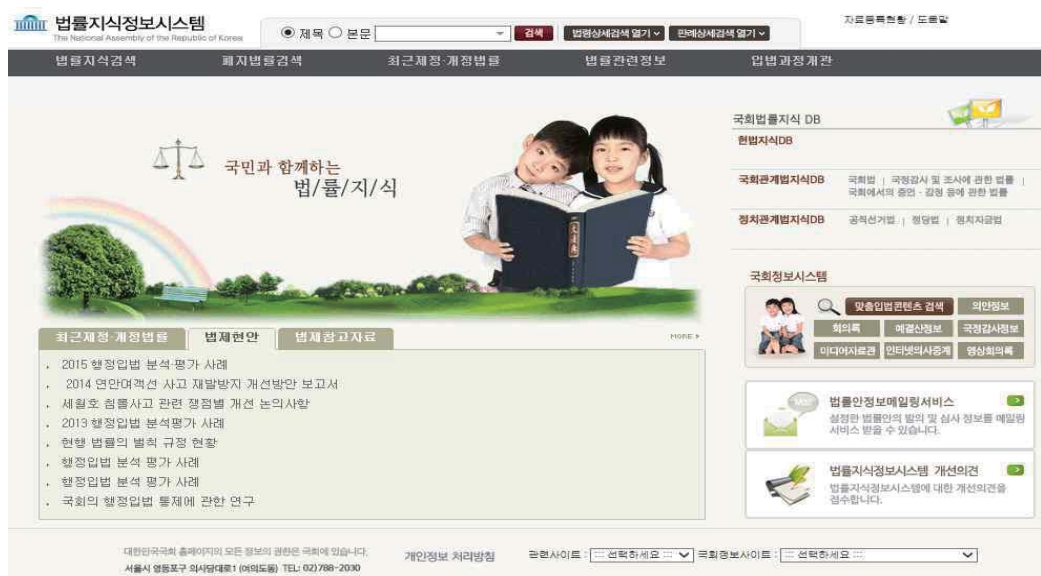 법률지식정보시스템
The National Assembly of the Republic of Korea
제목 본문 검색 법령상세검색 열기 판례상세검색 열기
자료등록현황 / 도움말
법률지식검색 폐지법률검색 최근제정·개정법률 법률관련정보 입법과정개관
국민과 함께하는
법/률/지/식
국회법률지식 DB
헌법지식DB
국회관계법지식DB 국회법 | 국정감사 및 조사에 관한 법률 |
국회에서의 증언·감정 등에 관한 법률
정치관계법지식DB 공직선거법 | 정당법 | 정치자금법
국회정보시스템
맞춤입법콘텐츠 검색 의안정보
회의록 예결산정보 국정감사정보
미디어자료관 인터넷의사중계 영상회의록
최근제정·개정법률 법제현안 법제참고자료 MORE
2015 행정입법 분석·평가 사례
2014 연안여객선 사고 재발방지 개선방안 보고서
세월호 침몰사고 관련 쟁점별 개선 논의사항
2013 행정입법 분석평가 사례
현행 법률의 벌칙 규정 현황
행정입법 분석 평가 사례
행정입법 분석 평가 사례
국회의 행정입법 통제에 관한 연구
법률안정보메일링서비스
설정한 법률안의 발의 및 심사 정보를 메일링
서비스 받을 수 있습니다.
법률지식정보시스템 개선의견
법률지식정보시스템에 대한 개선의견을
접수합니다.
대한민국국회 홈페이지의 모든 정보의 권한은 국회에 있습니다.
서울시 영등포구 의사당대로1 (여의도동) TEL: 02)788-2030
개인정보 처리방침
관련사이트 : ::: 선택하세요 ::: 국회정보사이트 : ::: 선택하세요 :::